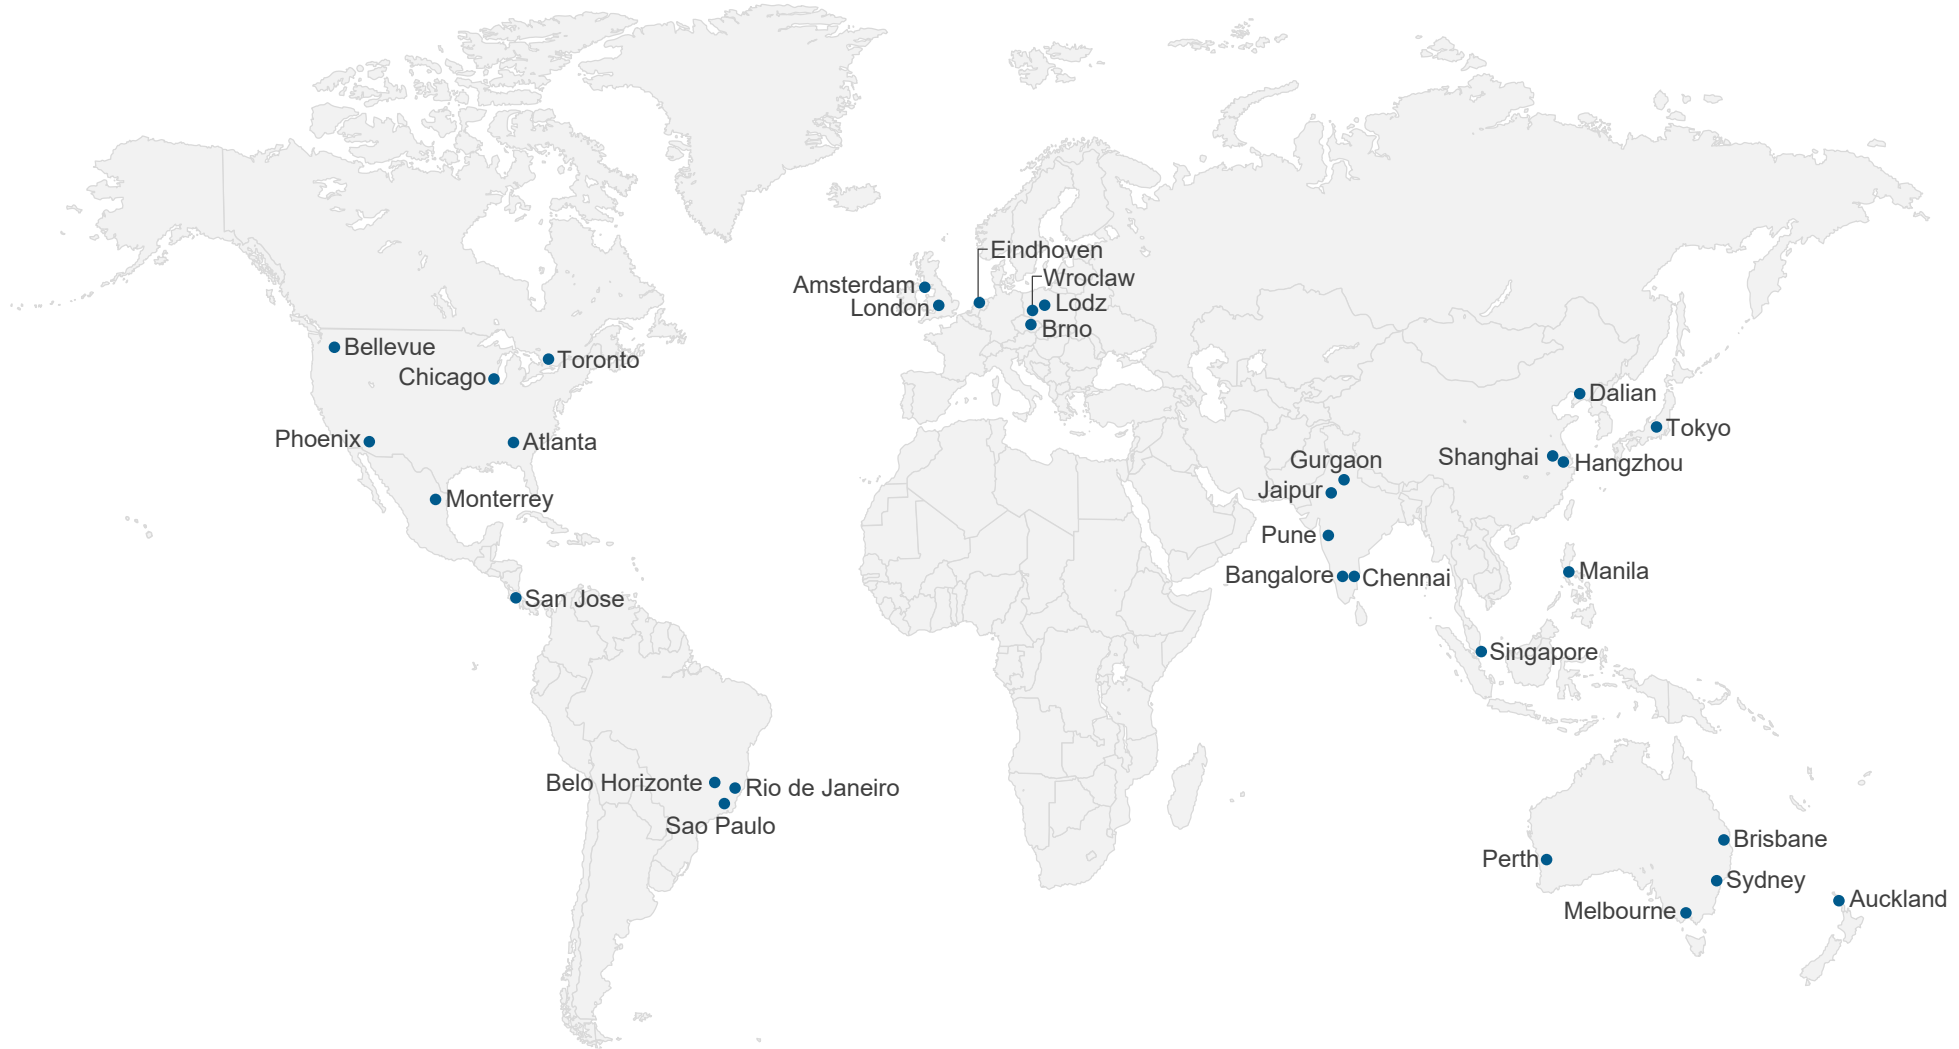 Eindhoven
Wroclaw
Amsterdam
Lodz
London
Brno
Bellevue
Toronto
Chicago
Phoenix
Atlanta
Monterrey
San Jose
Dalian
Tokyo
Shanghai
Hangzhou
Gurgaon
Jaipur
Pune
Bangalore
Chennai
Manila
Singapore
Belo Horizonte
Rio de Janeiro
Sao Paulo
Brisbane
Perth
Sydney
Auckland
Melbourne